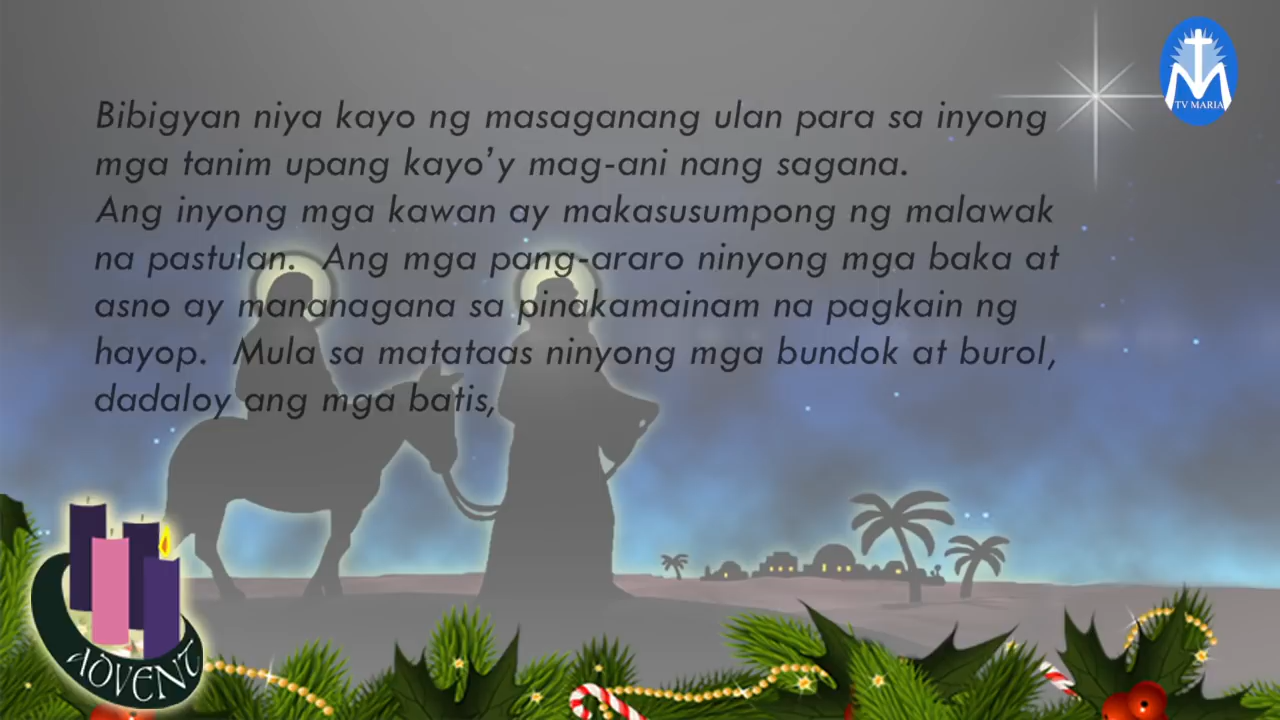 Bibigyan niya kayo ng masaganang ulan para sa inyong
mga tanim upang kayo’y mag-ani nang sagana.
Ang inyong mga kawan ay makasusumpong ng malawak
na pastulan.  Ang mga pang-araro ninyong mga baka at
asno ay mananagana sa pinakamainam na pagkain ng
hayop.  Mula sa matataas ninyong mga bundok at burol,
dadaloy ang mga batis,
TV MARIA
ADVENT